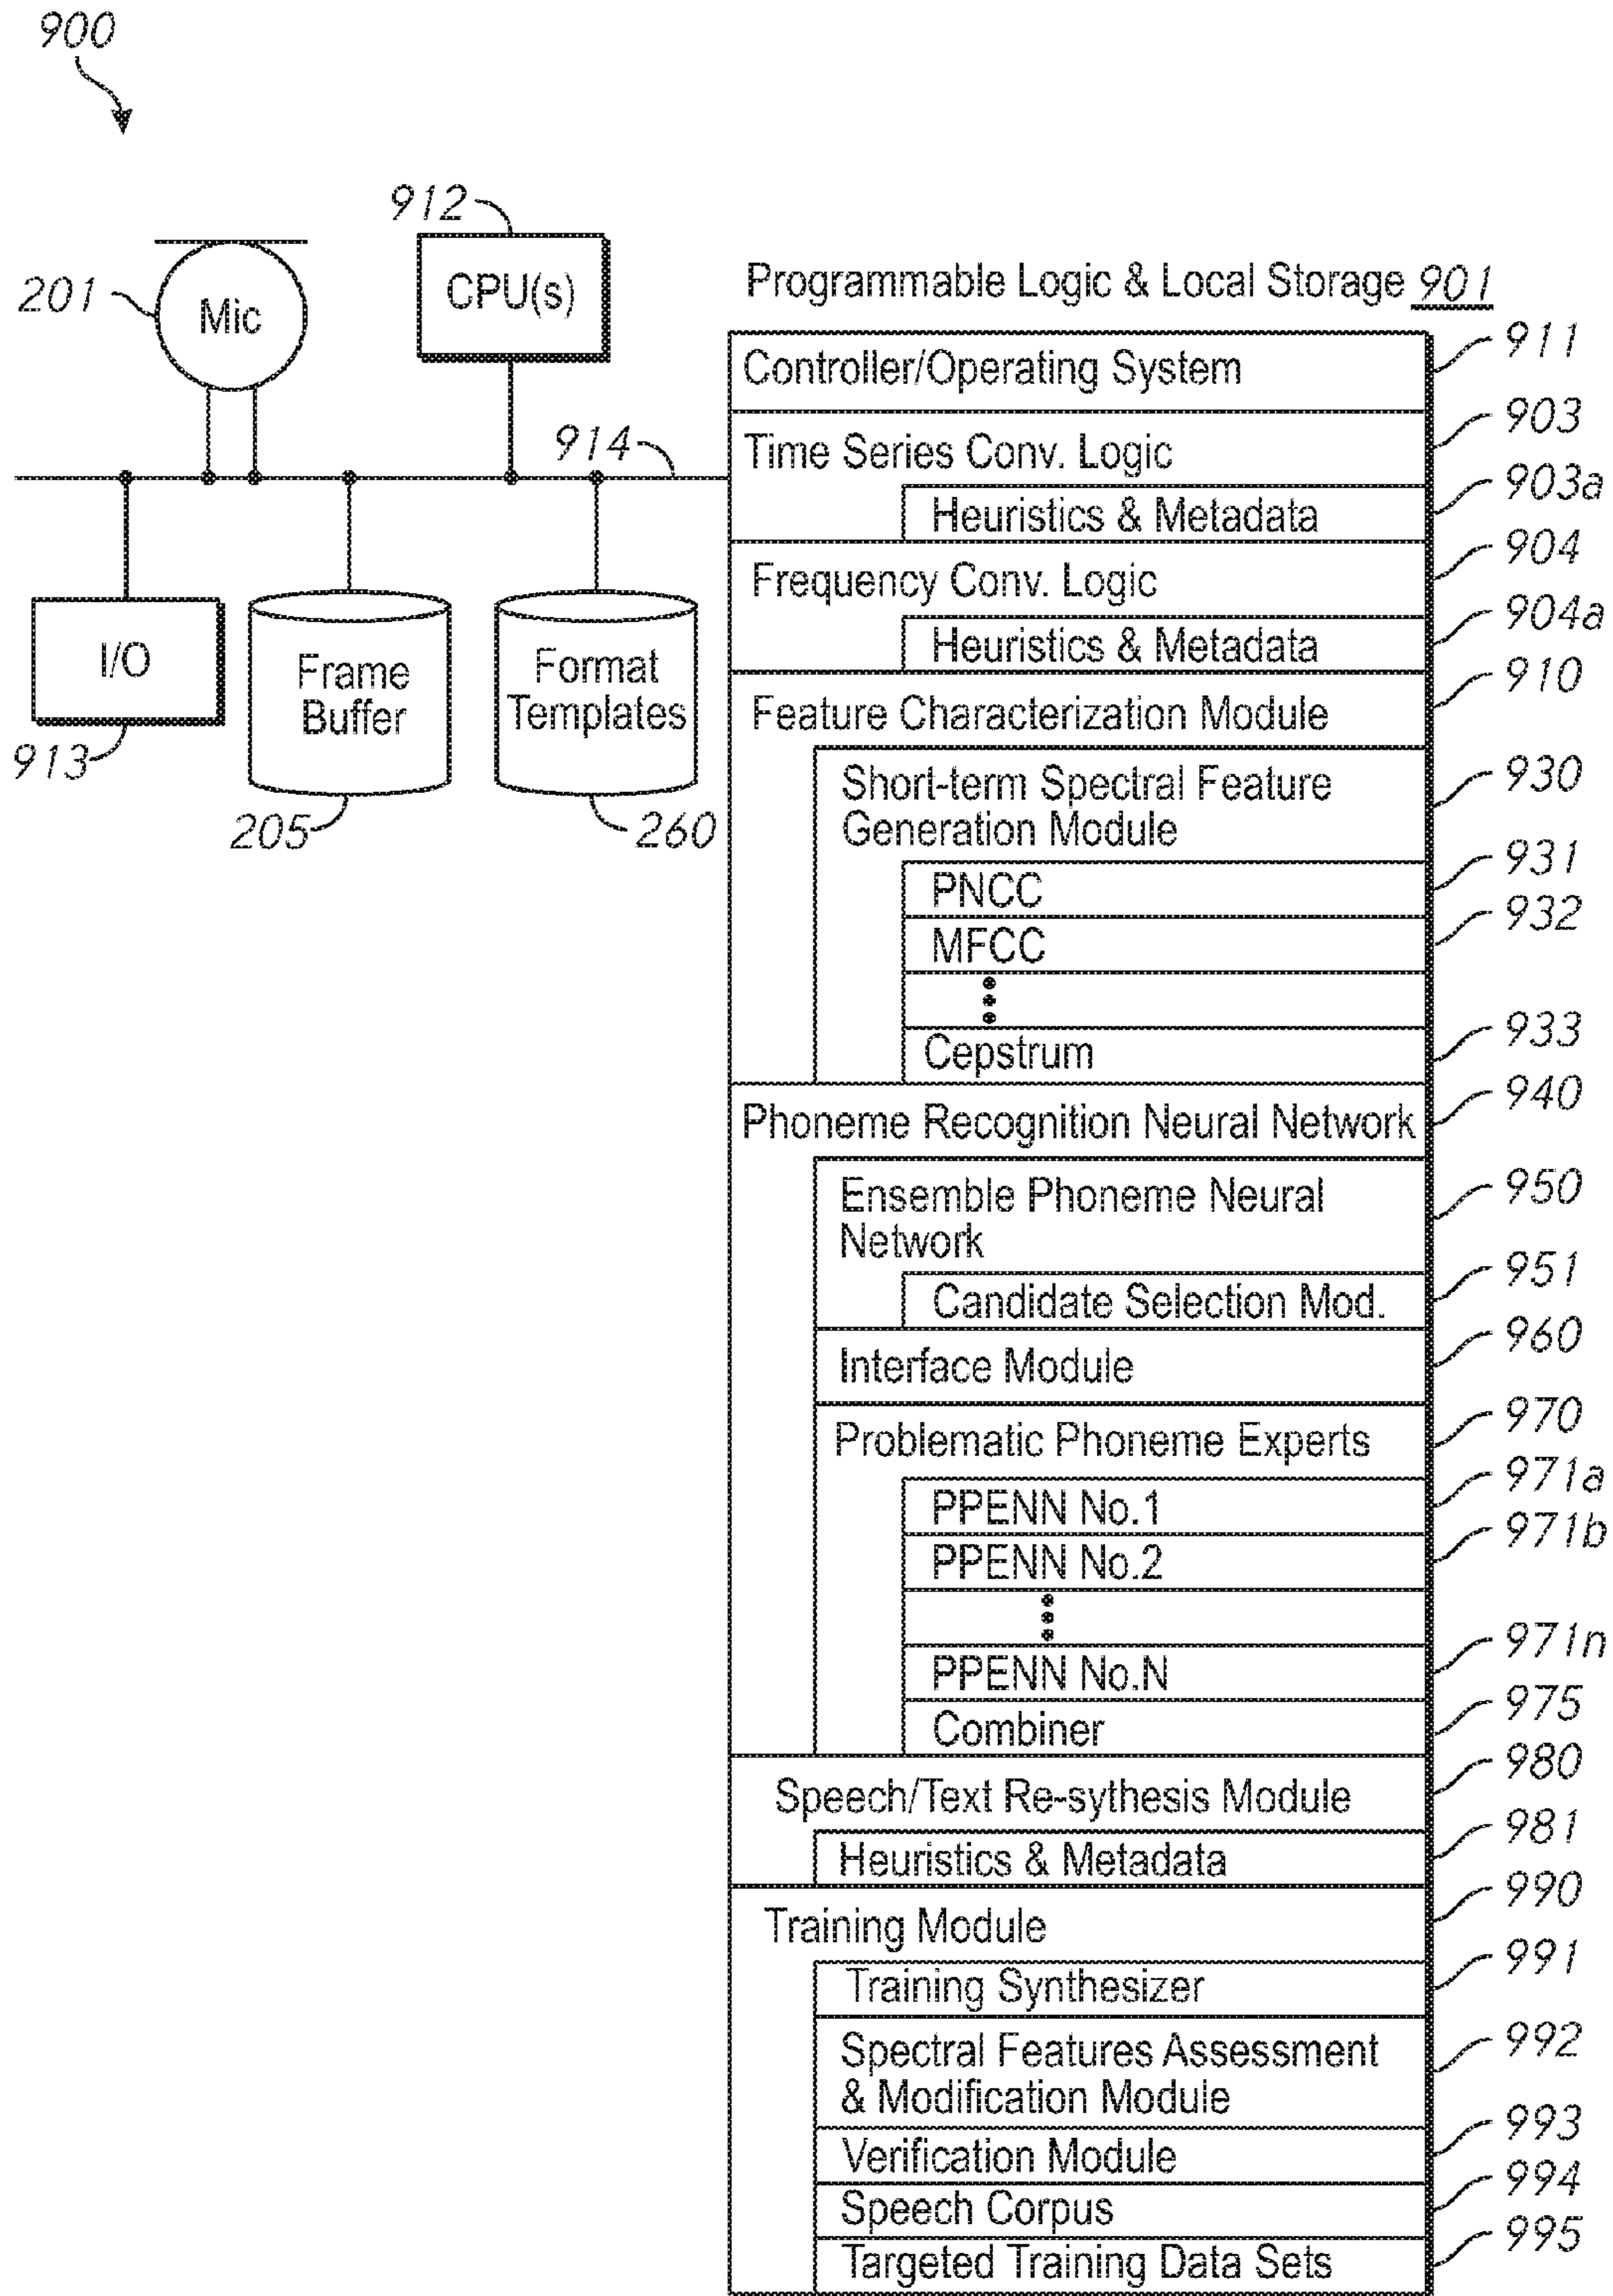 900
912
CPU(s)
201
Mic
914
I/O
913
Frame
Buffer
205
Format
Templates
260
Programmable Logic & Local Storage 901
Controller/Operating System
911
Time Series Conv. Logic
903
Heuristics & Metadata
903a
Frequency Conv. Logic
904
Heuristics & Metadata
904a
Feature Characterization Module
910
Short-term Spectral Feature
Generation Module
930
PNCC
931
MFCC
932
Cepstrum
933
Phoneme Recognition Neural Network
940
Ensemble Phoneme Neural
Network
950
Candidate Selection Mod.
951
Interface Module
960
Problematic Phoneme Experts
970
PPENN No.1
971a
PPENN No.2
971b
PPENN No.N
971n
Combiner
975
Speech/Text Re-sythesis Module
980
Heuristics & Metadata
981
Training Module
990
Training Synthesizer
991
Spectral Features Assessment
& Modification Module
992
Verification Module
993
Speech Corpus
994
Targeted Training Data Sets
995